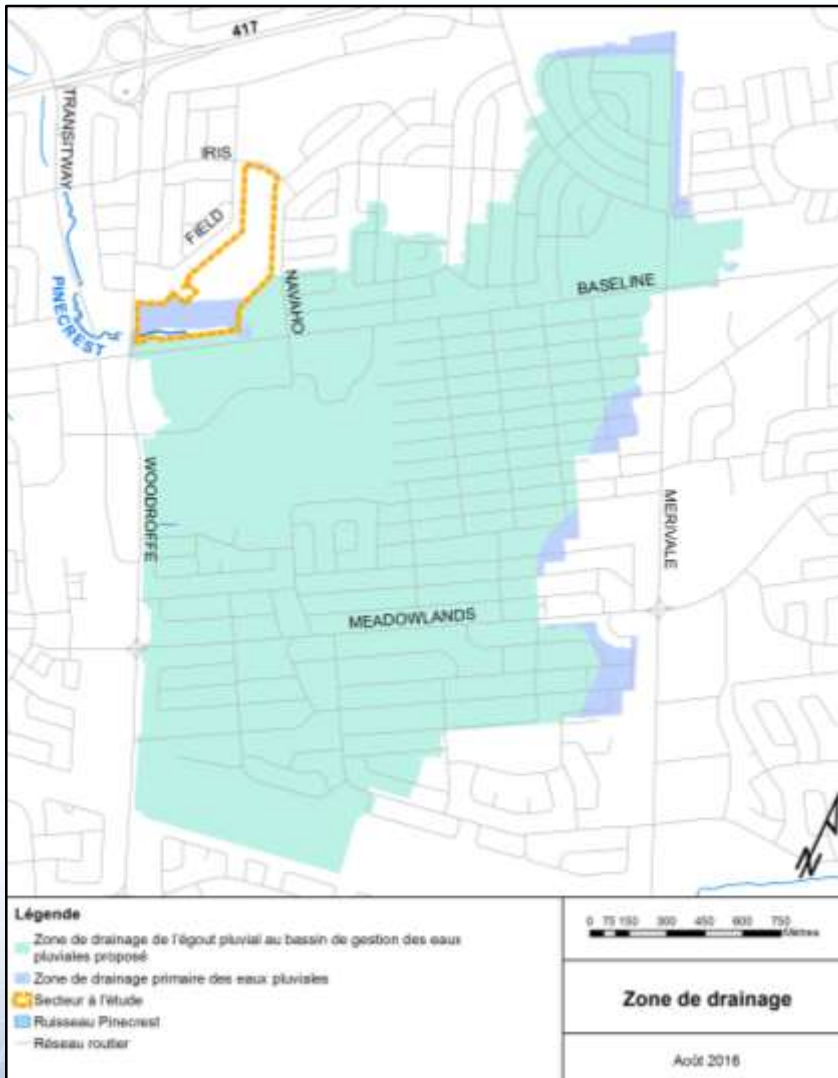 417
TRANSITWAY
IRIS
FIELD
PINECREST
NAVAHO
BASELINE
WOODROFFE
MERIVALE
MEADOWLANDS
N
Légende
Zone de drainage de l'égout pluvial au bassin de gestion des eaux
pluviales proposé
Zone de drainage primaire des eaux pluviales
Secteur à l'étude
Ruisseau Pinecrest
Réseau routier
0 75 150 300 450 600 750
Mètres
Zone de drainage
Août 2016